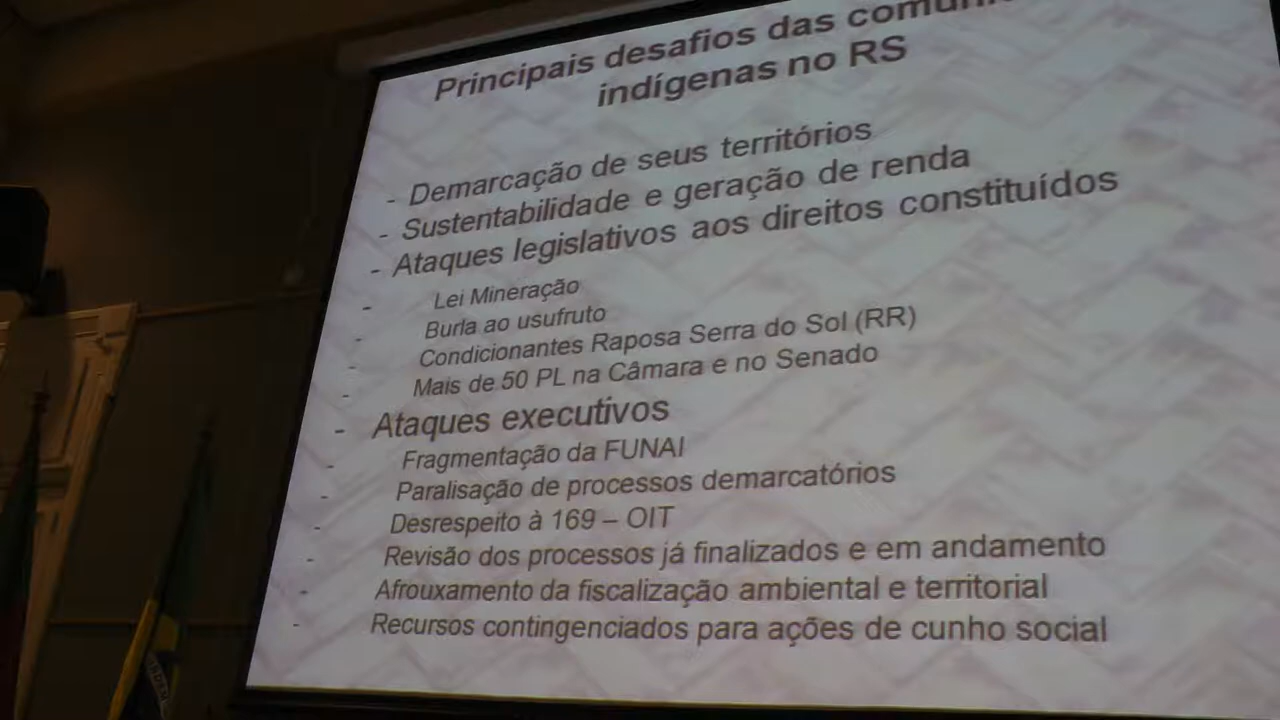 Principais desafios das
indígenas no RS
- Demarcação de seus territórios
- Sustentabilidade e geração de renda
- Ataques legislativos aos direitos constituídos
- Lei Mineração
- Burla ao usufruto
- Condicionantes Raposa Serra do Sol (RR)
- Mais de 50 PL na Câmara e no Senado
- Ataques executivos
- Fragmentação da FUNAI
- Paralisação de processos demarcatórios
- Desrespeito à 169 – OIT
- Revisão dos processos já finalizados e em andamento
- Afrouxamento da fiscalização ambiental e territorial
- Recursos contingenciados para ações de cunho social